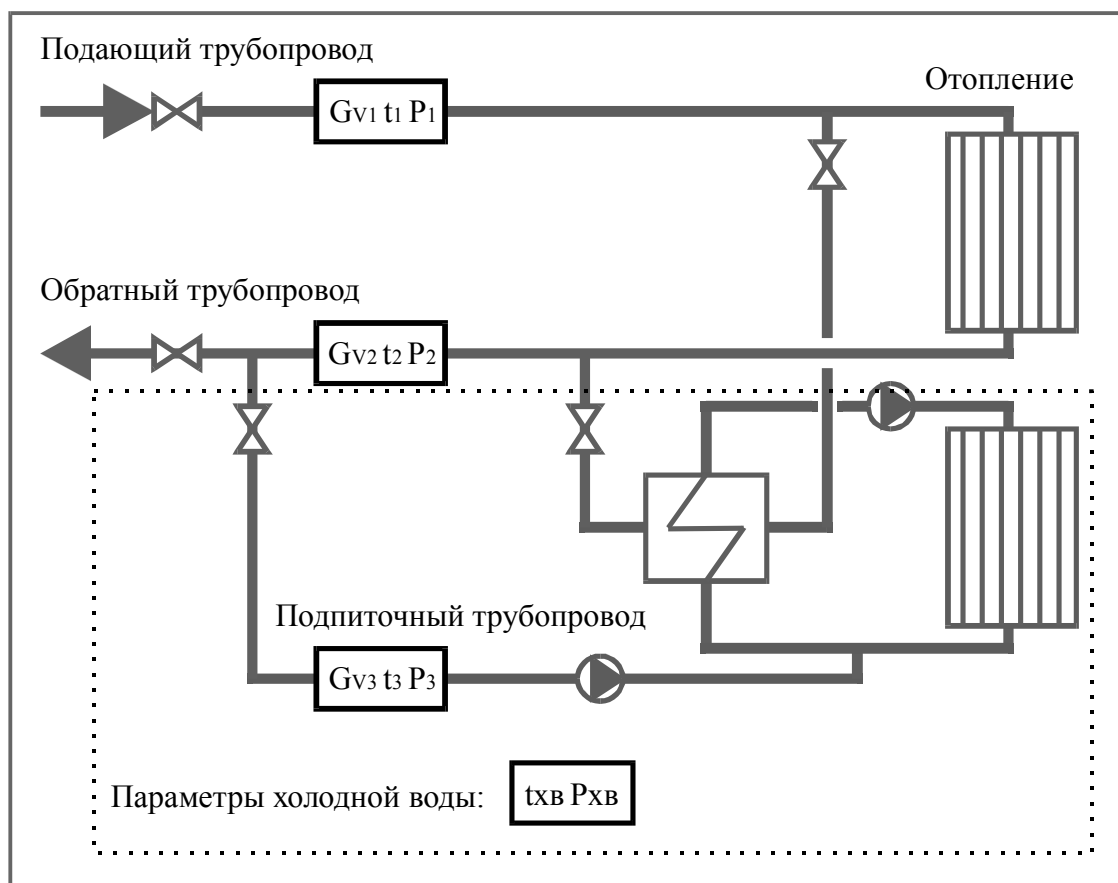 Подающий трубопровод
Отопление
Gv1 t1 P1
Обратный трубопровод
Gv2 t2 P2
Подпиточный трубопровод
Gv3 t3 P3
Параметры холодной воды:
tхв Pхв